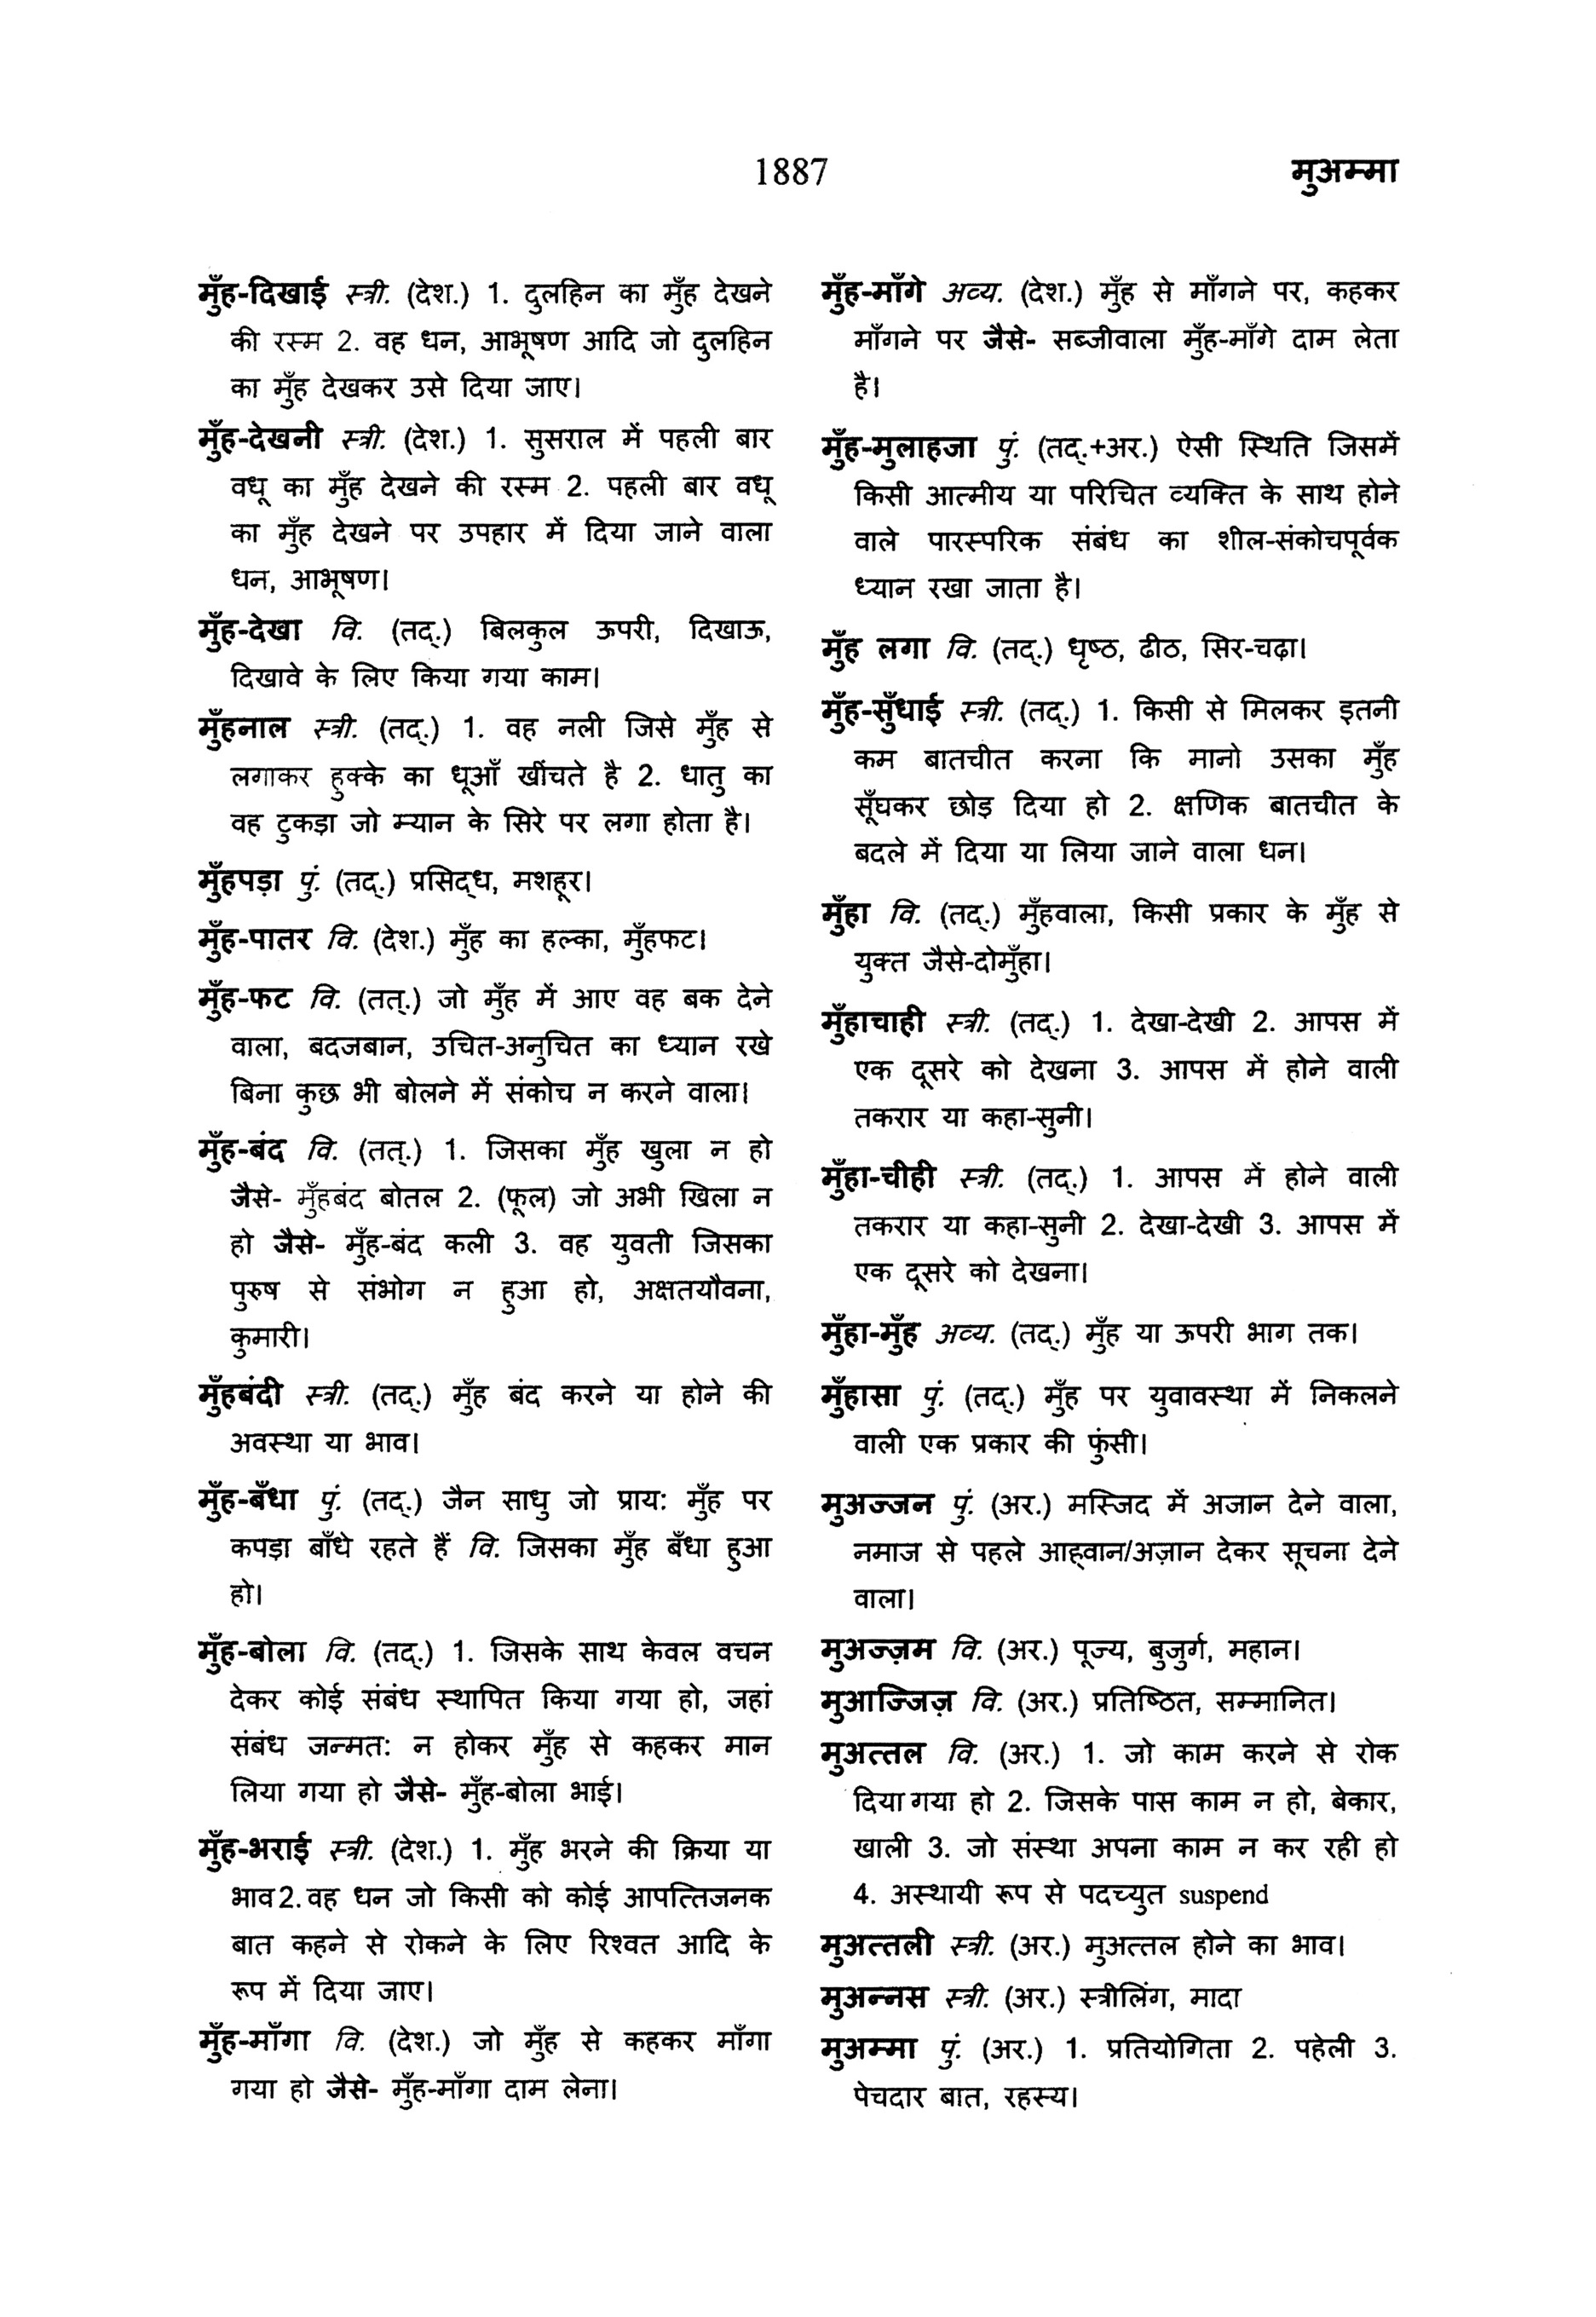 1887
मुअम्मा
मुँह-दिखाई स्त्री. (देश.) 1. दुलहिन का मुँह देखने
की रस्म 2. वह धन, आभूषण आदि जो दुलहिन
का मुँह देखकर उसे दिया जाए।
मुँह-देखनी स्त्री. (देश.) 1. सुसराल में पहली बार
वधू का मुँह देखने की रस्म 2. पहली बार वधू
का मुँह देखने पर उपहार में दिया जाने वाला
धन, आभूषण।
मुँह-देखा वि. (तद्.) बिलकुल ऊपरी, दिखाऊ,
दिखावे के लिए किया गया काम।
मुँहनाल स्त्री. (तद्.) 1. वह नली जिसे मुँह से
लगाकर हुक्के का धूआँ खींचते है 2. धातु का
वह टुकड़ा जो म्यान के सिरे पर लगा होता है।
मुँहपड़ा पुं. (तद्.) प्रसिद्ध, मशहूर।
मुँह-पातर वि. (देश.) मुँह का हल्का, मुँहफट।
मुँह-फट वि. (तत्.) जो मुँह में आए वह बक देने
वाला, बदजबान, उचित-अनुचित का ध्यान रखे
बिना कुछ भी बोलने में संकोच न करने वाला।
मुँह-बंद वि. (तत्.) 1. जिसका मुँह खुला न हो
जैसे- मुँहबंद बोतल 2. (फूल) जो अभी खिला न
हो जैसे- मुँह-बंद कली 3. वह युवती जिसका
पुरुष से संभोग न हुआ हो, अक्षतयौवना,
कुमारी।
मुँहबंदी स्त्री. (तद्.) मुँह बंद करने या होने की
अवस्था या भाव।
मुँह-बँधा पुं. (तद्.) जैन साधु जो प्राय: मुँह पर
कपड़ा बाँधे रहते हैं वि. जिसका मुँह बँधा हुआ
हो।
मुँह-बोला वि. (तद्.) 1. जिसके साथ केवल वचन
देकर कोई संबंध स्थापित किया गया हो, जहां
संबंध जन्मत: न होकर मुँह से कहकर मान
लिया गया हो जैसे- मुँह-बोला भाई।
मुँह-भराई स्त्री. (देश.) 1. मुँह भरने की क्रिया या
भाव 2. वह धन जो किसी को कोई आपत्तिजनक
बात कहने से रोकने के लिए रिश्वत आदि के
रूप में दिया जाए।
मुँह-माँगा वि. (देश.) जो मुँह से कहकर माँगा
गया हो जैसे- मुँह-माँगा दाम लेना।
मुँह-माँगे अव्य. (देश.) मुँह से माँगने पर, कहकर
माँगने पर जैसे- सब्जीवाला मुँह-माँगे दाम लेता
है।
मुँह-मुलाहजा पुं. (तद्.+अर.) ऐसी स्थिति जिसमें
किसी आत्मीय या परिचित व्यक्ति के साथ होने
वाले पारस्परिक संबंध का शील-संकोचपूर्वक
ध्यान रखा जाता है।
मुँह लगा वि. (तद्.) धृष्ठ, ढीठ, सिर-चढ़ा।
मुँह-सुँधाई स्त्री. (तद्.) 1. किसी से मिलकर इतनी
कम बातचीत करना कि मानो उसका मुँह
सूँघकर छोड़ दिया हो 2. क्षणिक बातचीत के
बदले में दिया या लिया जाने वाला धन।
मुँहा वि. (तद्.) मुँहवाला, किसी प्रकार के मुँह से
युक्त जैसे-दोमुँहा।
मुँहाचाही स्त्री. (तद्.) 1. देखा-देखी 2. आपस में
एक दूसरे को देखना 3. आपस में होने वाली
तकरार या कहा-सुनी।
मुँहा-चीही स्त्री. (तद्.) 1. आपस में होने वाली
तकरार या कहा-सुनी 2. देखा-देखी 3. आपस में
एक दूसरे को देखना।
मुँहा-मुँह अव्य. (तद्.) मुँह या ऊपरी भाग तक।
मुँहासा पुं. (तद्.) मुँह पर युवावस्था में निकलने
वाली एक प्रकार की फुंसी।
मुअज्जन पुं. (अर.) मस्जिद में अजान देने वाला,
नमाज से पहले आह्वान/अज़ान देकर सूचना देने
वाला।
मुअज्ज़म वि. (अर.) पूज्य, बुजुर्ग, महान।
मुआज्जिज़ वि. (अर.) प्रतिष्ठित, सम्मानित।
मुअत्तल वि. (अर.) 1. जो काम करने से रोक
दिया गया हो 2. जिसके पास काम न हो, बेकार,
खाली 3. जो संस्था अपना काम न कर रही हो
4. अस्थायी रूप से पदच्युत suspend
मुअत्तली स्त्री. (अर.) मुअत्तल होने का भाव।
मुअन्नस स्त्री. (अर.) स्त्रीलिंग, मादा
मुअम्मा पुं. (अर.) 1. प्रतियोगिता 2. पहेली 3.
पेचदार बात, रहस्य।